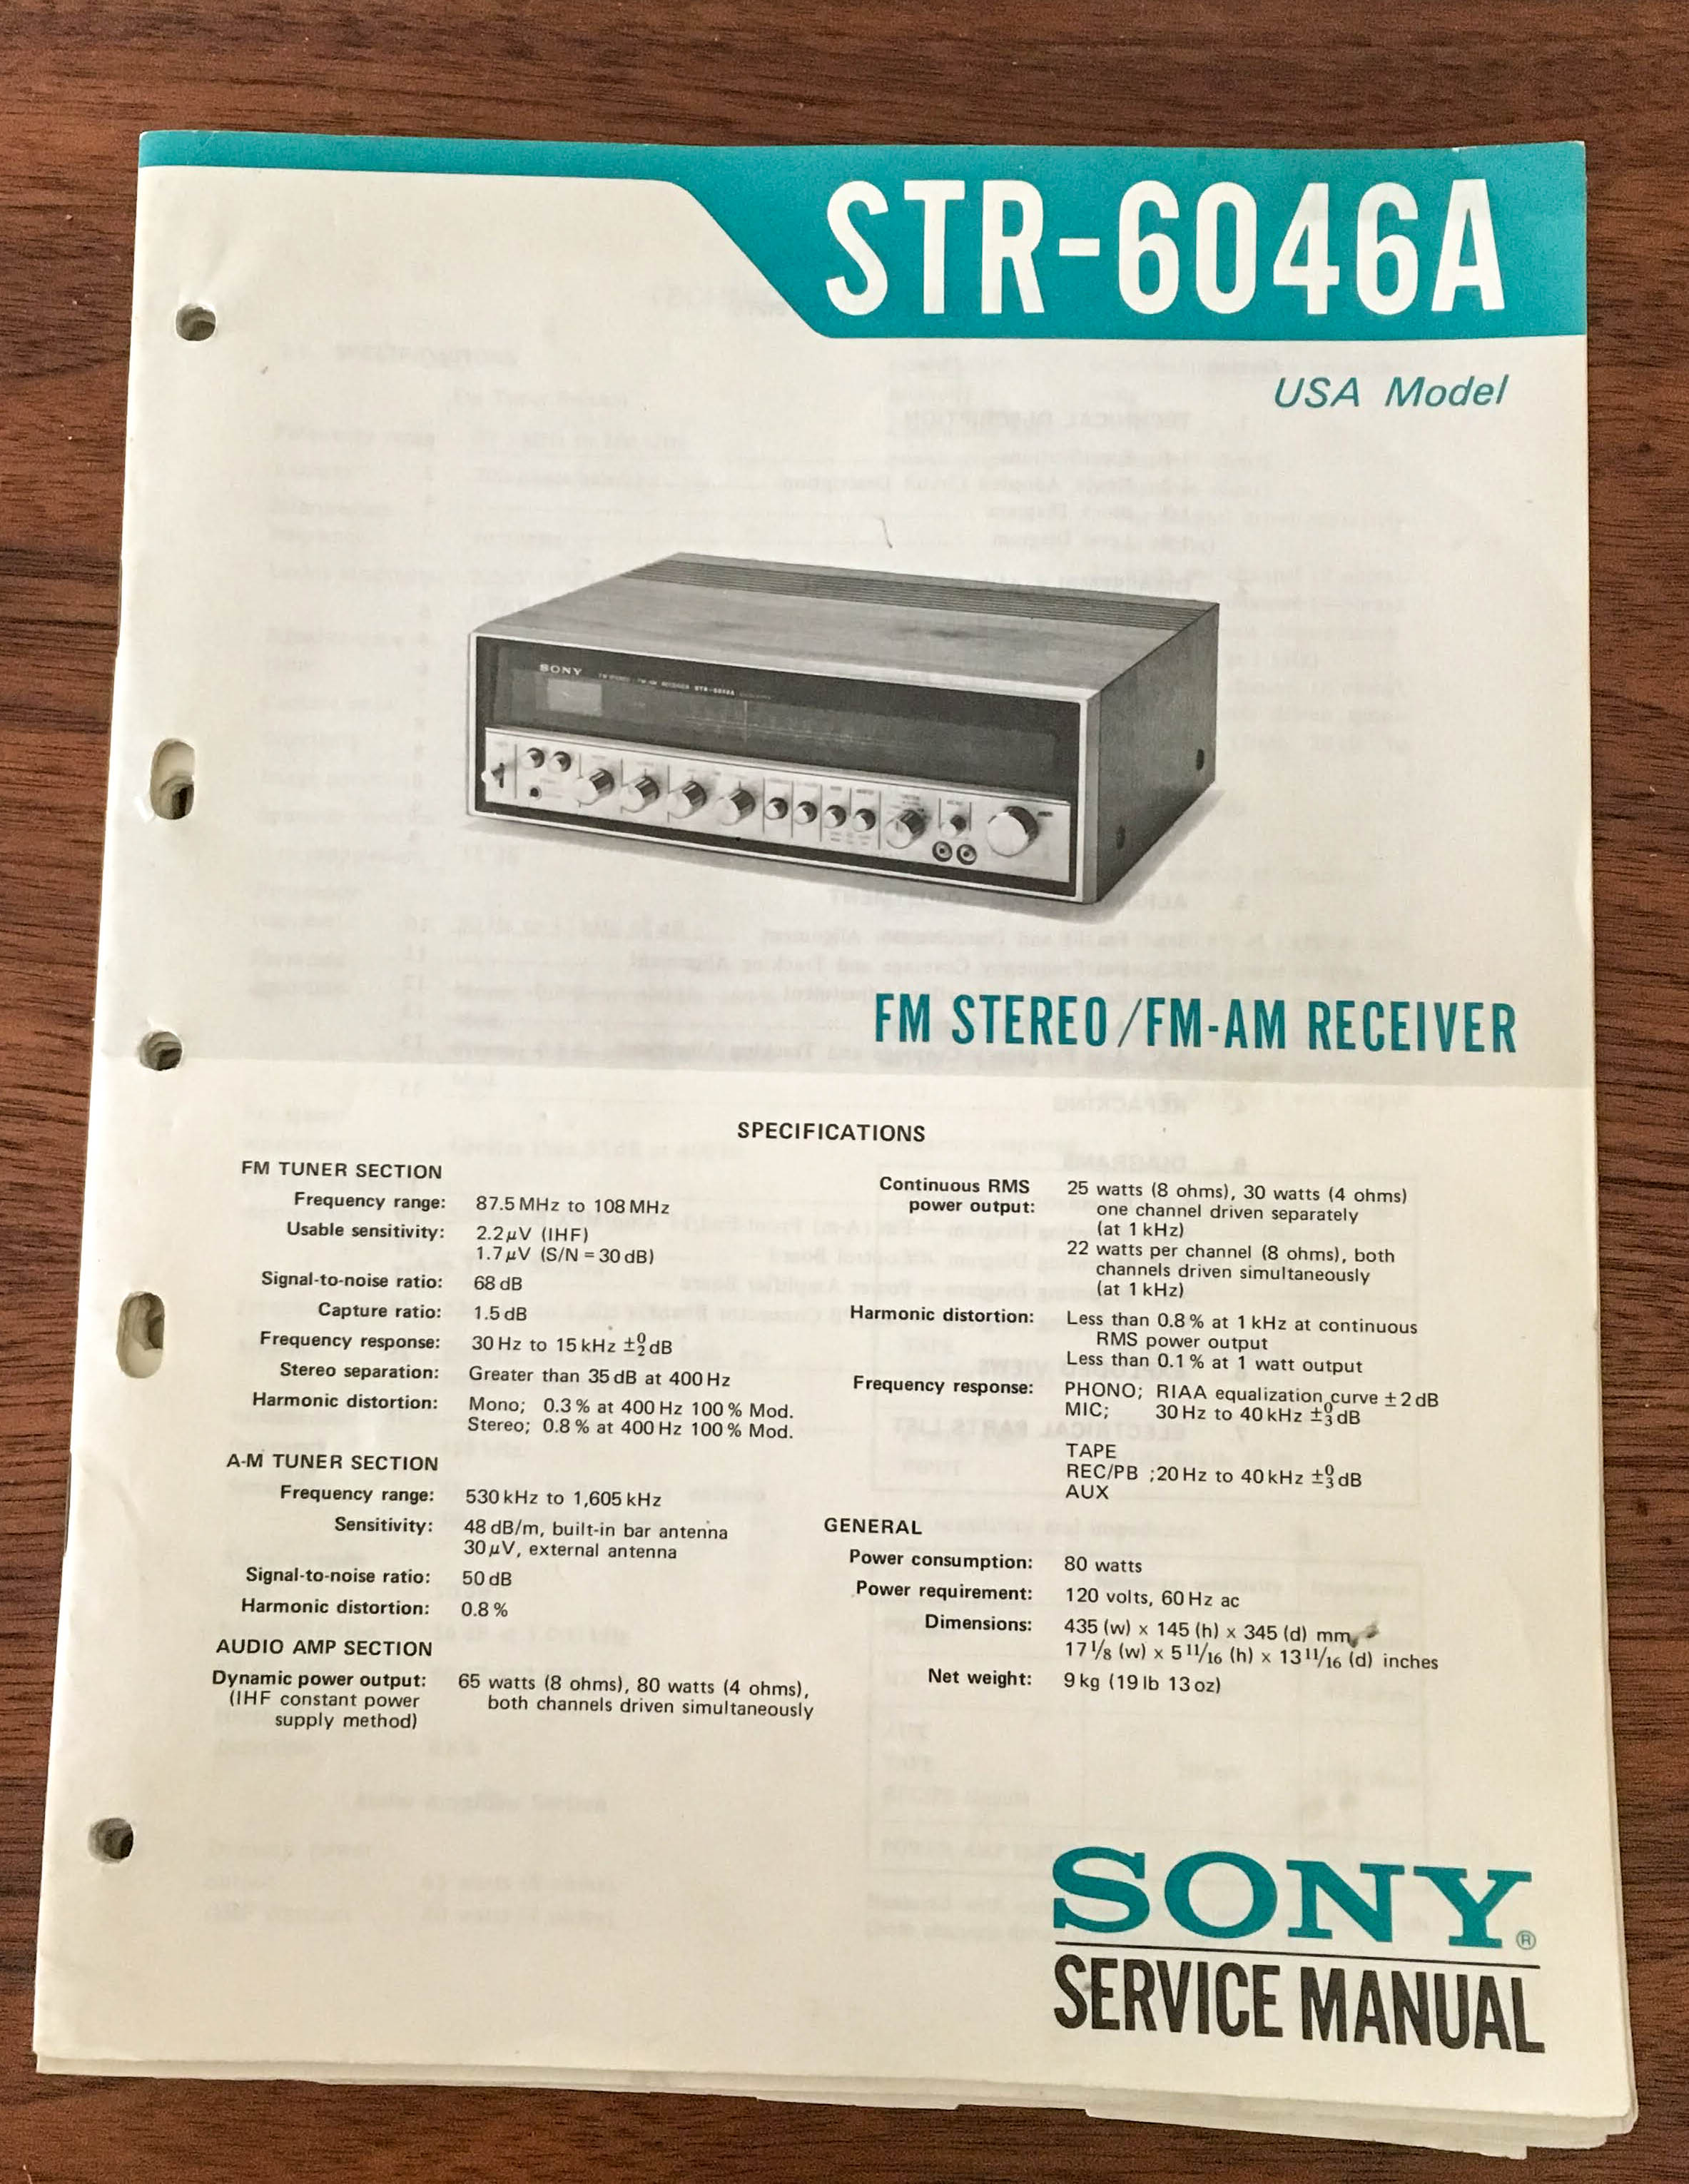 STR-6046A
USA Model
SONY
FM STEREO/FM-AM RECEIVER
SPECIFICATIONS
FM TUNER SECTION
Frequency range: 87.5 MHz to 108 MHz
Usable sensitivity: 2.2 μV (IHF)
1.7 μV (S/N = 30 dB)
Signal-to-noise ratio: 68 dB
Capture ratio: 1.5 dB
Frequency response: 30 Hz to 15 kHz ±0/2 dB
Stereo separation: Greater than 35 dB at 400 Hz
Harmonic distortion: Mono; 0.3 % at 400 Hz 100 % Mod.
Stereo; 0.8 % at 400 Hz 100 % Mod.
A-M TUNER SECTION
Frequency range: 530 kHz to 1,605 kHz
Sensitivity: 48 dB/m, built-in bar antenna
30 μV, external antenna
Signal-to-noise ratio: 50 dB
Harmonic distortion: 0.8 %
AUDIO AMP SECTION
Dynamic power output: 65 watts (8 ohms), 80 watts (4 ohms),
(IHF constant power both channels driven simultaneously
supply method)
Continuous RMS 25 watts (8 ohms), 30 watts (4 ohms)
power output: one channel driven separately
(at 1 kHz)
22 watts per channel (8 ohms), both
channels driven simultaneously
(at 1 kHz)
Harmonic distortion: Less than 0.8 % at 1 kHz at continuous
RMS power output
Less than 0.1 % at 1 watt output
Frequency response: PHONO; RIAA equalization curve ± 2 dB
MIC; 30 Hz to 40 kHz ±0/3 dB
TAPE
REC/PB ;20 Hz to 40 kHz ±0/3 dB
AUX
GENERAL
Power consumption: 80 watts
Power requirement: 120 volts, 60 Hz ac
Dimensions: 435 (w) x 145 (h) x 345 (d) mm
17 1/8 (w) x 5 11/16 (h) x 13 11/16 (d) inches
Net weight: 9 kg (19 lb 13 oz)
SONY®
SERVICE MANUAL